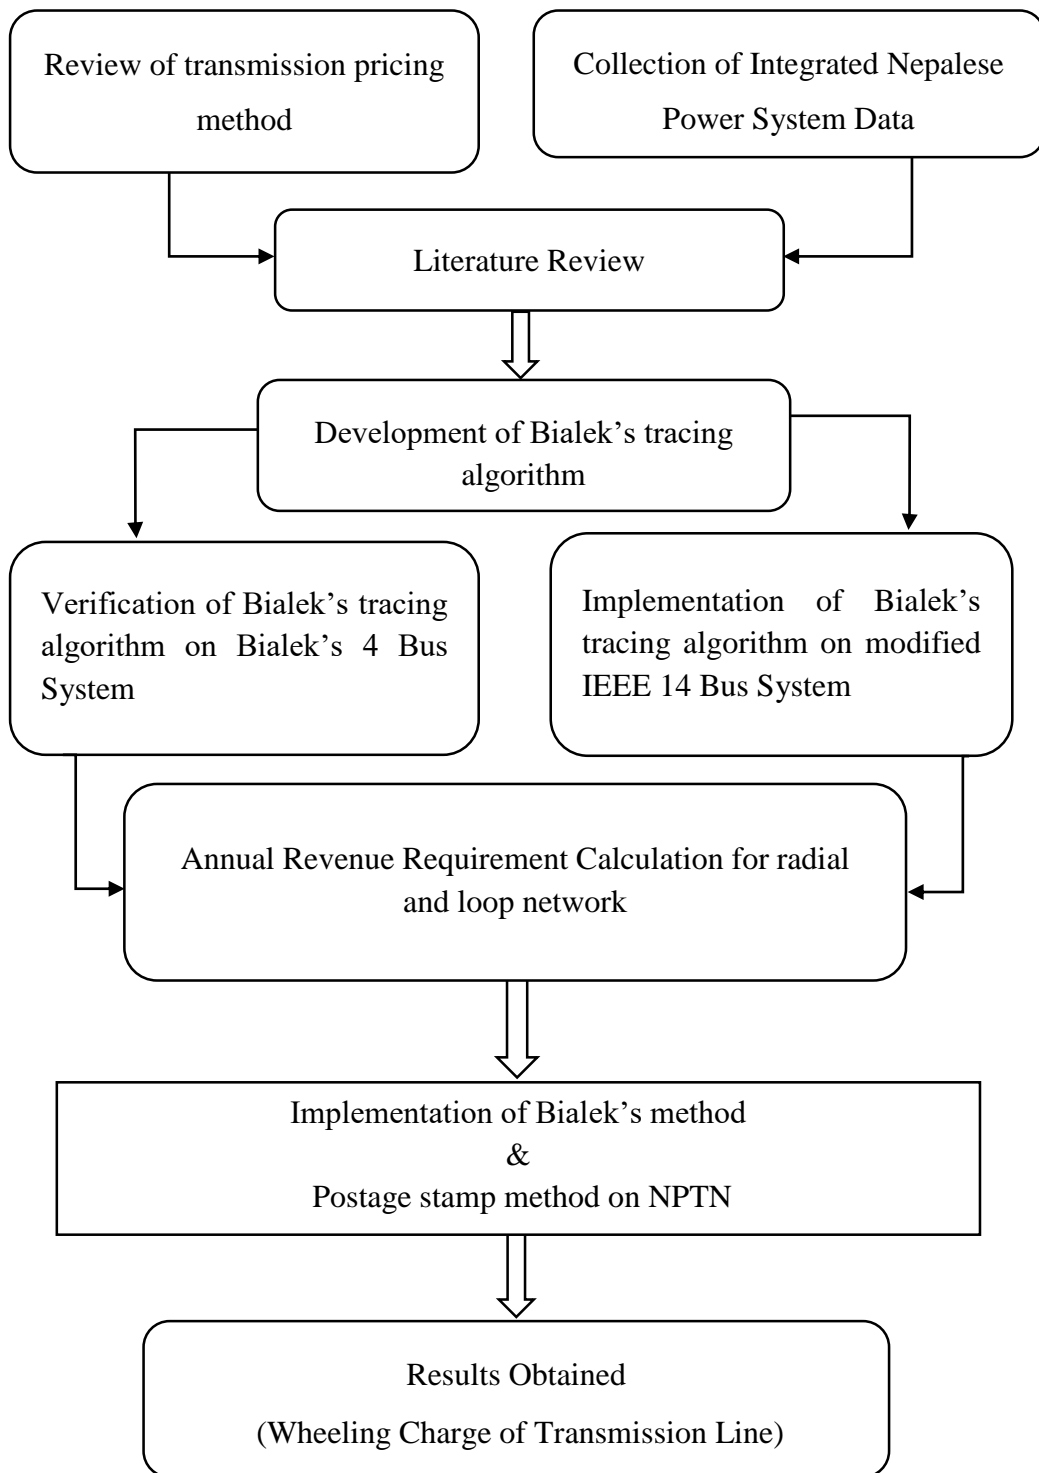 Review of transmission pricing
method
Collection of Integrated Nepalese
Power System Data
Literature Review
Development of Bialek’s tracing
algorithm
Verification of Bialek’s tracing
algorithm on Bialek’s 4 Bus
System
Implementation of Bialek’s
tracing algorithm on modified
IEEE 14 Bus System
Annual Revenue Requirement Calculation for radial
and loop network
Implementation of Bialek’s method
&
Postage stamp method on NPTN
Results Obtained
(Wheeling Charge of Transmission Line)